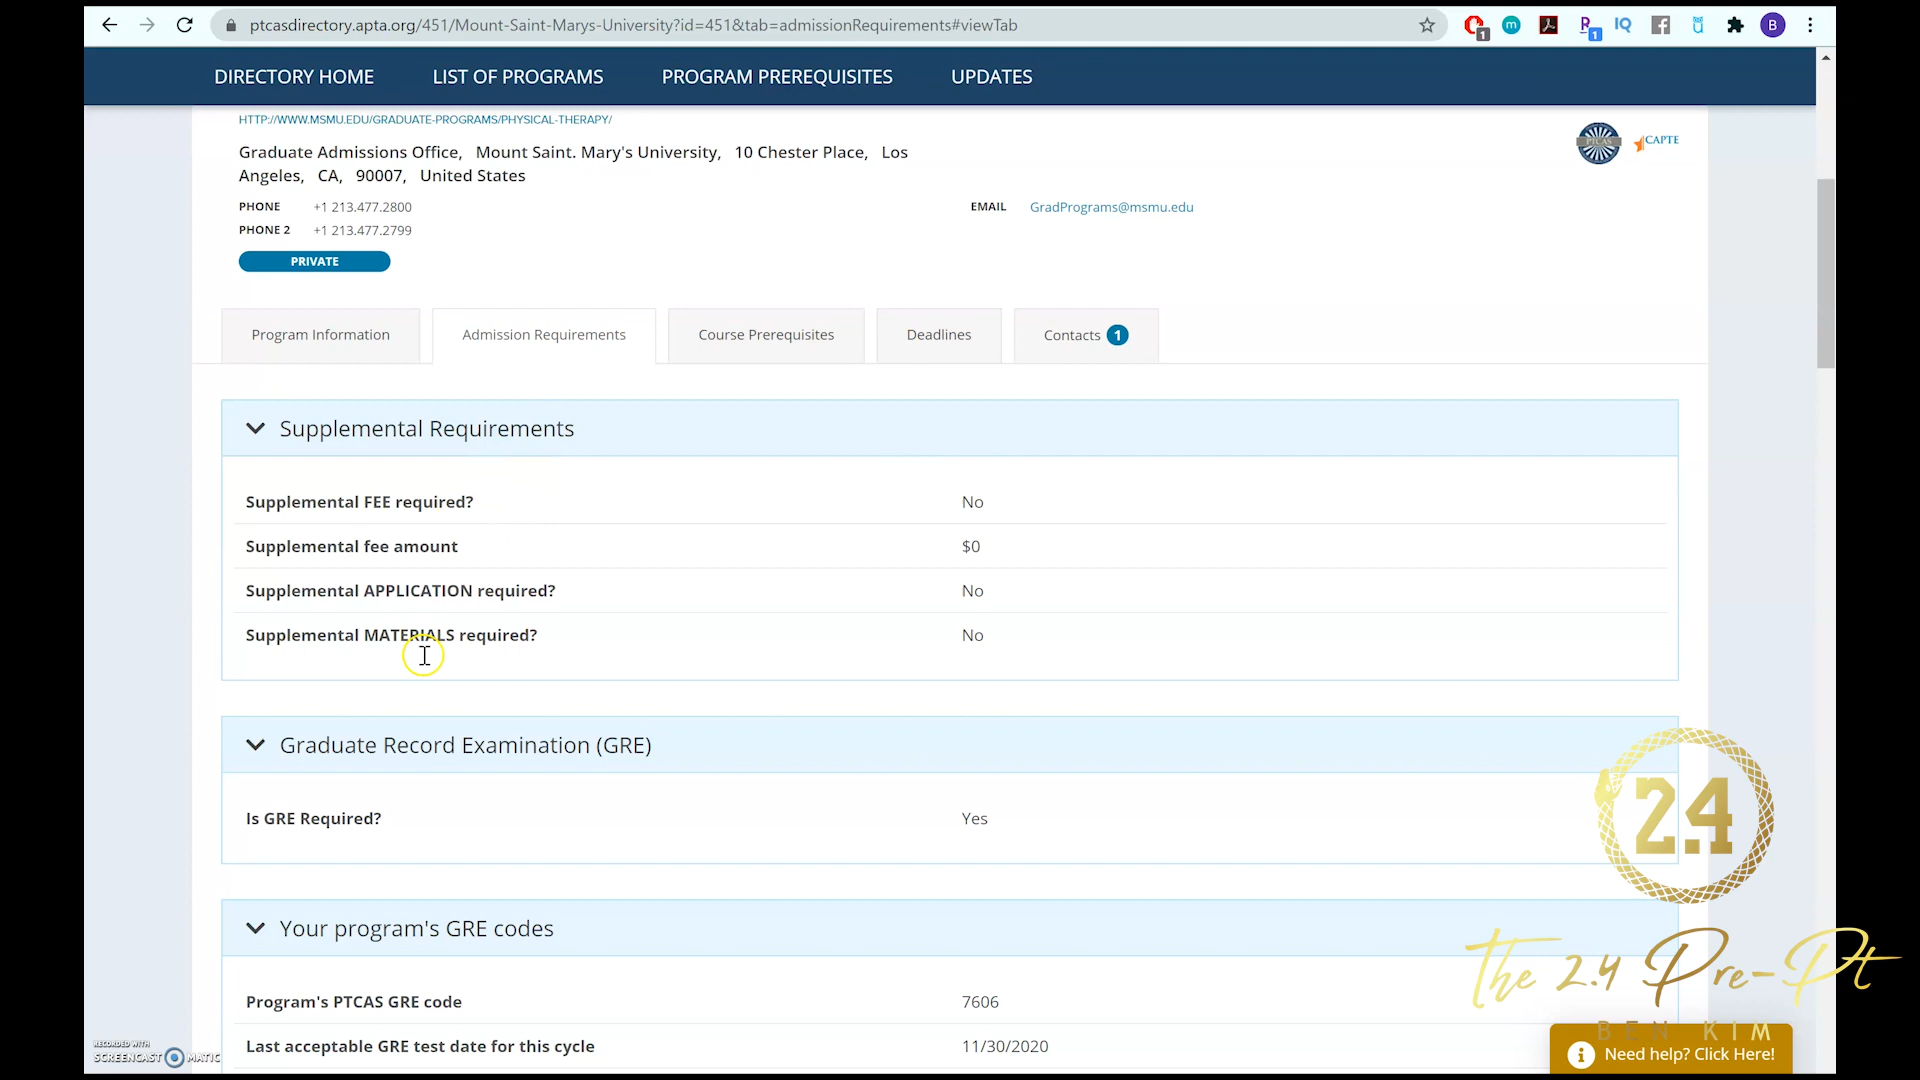 ptcasdirectory.apta.org/451/Mount-Saint-Marys-University?id=451&tab=admissionRequirements#viewTab
1
m
1
IQ
B
DIRECTORY HOME LIST OF PROGRAMS PROGRAM PREREQUISITES UPDATES
HTTP://WWW.MSMU.EDU/GRADUATE-PROGRAMS/PHYSICAL-THERAPY/
PTCAS
CAPTE
Graduate Admissions Office, Mount Saint. Mary's University, 10 Chester Place, Los
Angeles, CA, 90007, United States
PHONE +1 213.477.2800 EMAIL GradPrograms@msmu.edu
PHONE 2 +1 213.477.2799
PRIVATE
Program Information Admission Requirements Course Prerequisites Deadlines Contacts 1
Supplemental Requirements
Supplemental FEE required? No
Supplemental fee amount $0
Supplemental APPLICATION required? No
Supplemental MATERIALS required? No
Graduate Record Examination (GRE)
Is GRE Required? Yes
2.4
Your program's GRE codes
The 2.4 Pre-Pt
Program's PTCAS GRE code 7606
BEN KIM
Last acceptable GRE test date for this cycle 11/30/2020
Need help? Click Here!
RECORDED WITH
SCREENCAST MATIC